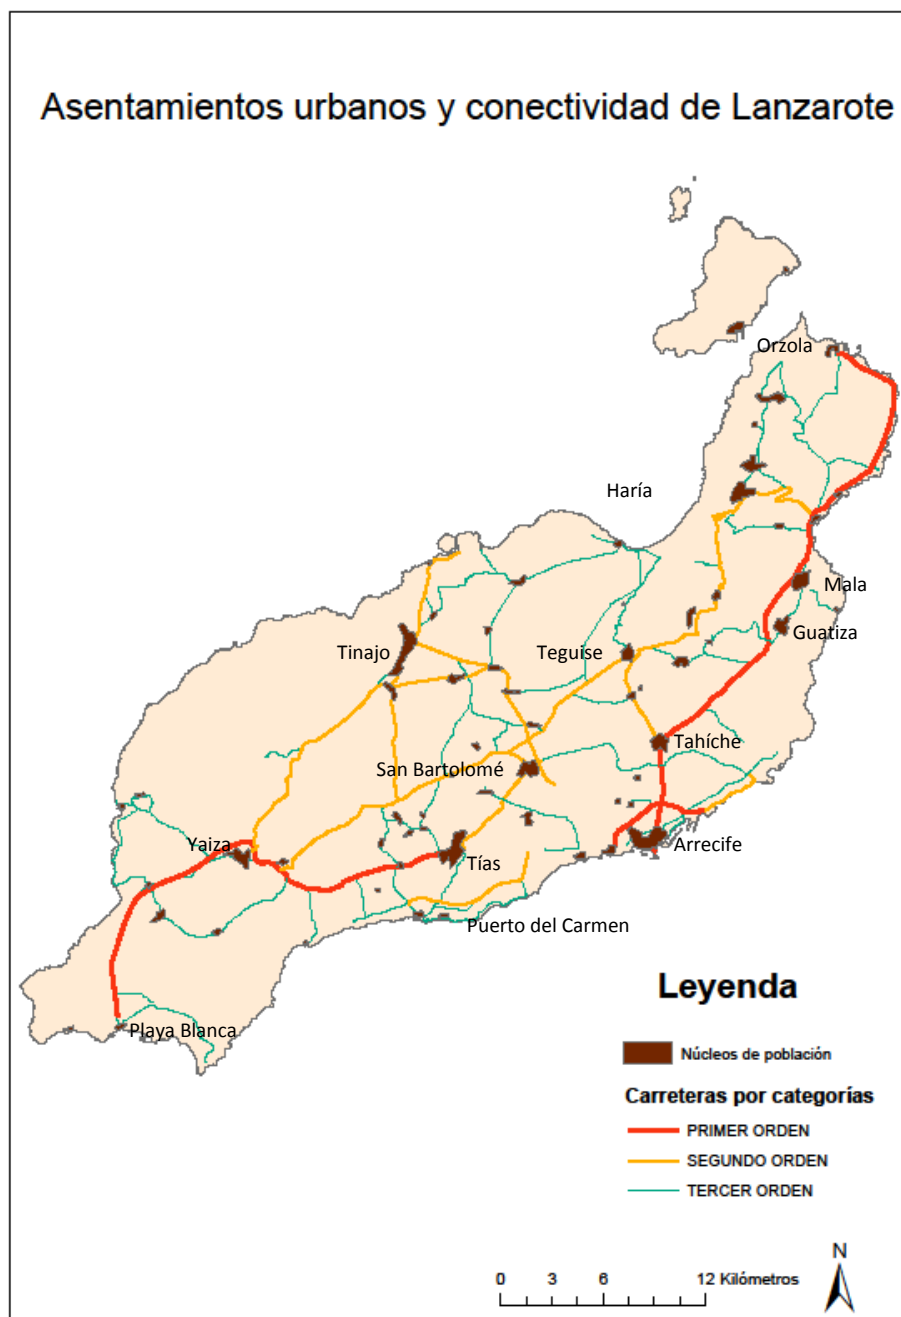 Asentamientos urbanos y conectividad de Lanzarote
Orzola
Haría
Mala
Guatiza
Tinajo
Teguise
Tahíche
San Bartolomé
Yaiza
Arrecife
Tías
Puerto del Carmen
Playa Blanca
Leyenda
Núcleos de población
Carreteras por categorías
PRIMER ORDEN
SEGUNDO ORDEN
TERCER ORDEN
N
0 3 6 12 Kilómetros